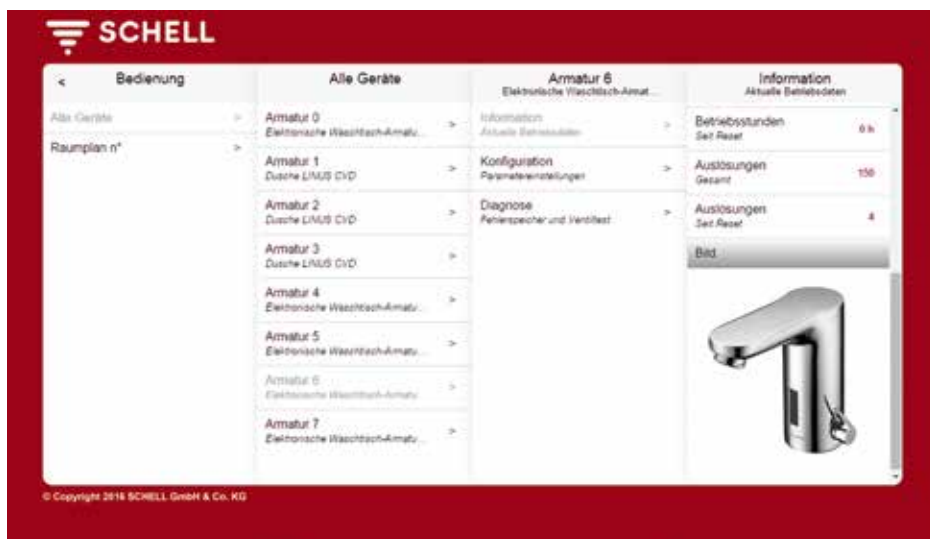 SCHELL
<
Bedienung
Alle Geräte
>
Raumplan n°
>
Alle Geräte
Armatur 0
>
Elektronische Waschtisch-Armatu...
Armatur 1
>
Dusche LINUS CVD
Armatur 2
>
Dusche LINUS CVD
Armatur 3
>
Dusche LINUS CVD
Armatur 4
>
Elektronische Waschtisch-Armatu...
Armatur 5
>
Elektronische Waschtisch-Armatu...
Armatur 6
>
Elektronische Waschtisch-Armatu...
Armatur 7
>
Elektronische Waschtisch-Armatu...
Armatur 6
Elektronische Waschtisch-Armat...
Information
>
Aktuelle Betriebsdaten
Konfiguration
>
Parametereinstellungen
Diagnose
>
Fehlerspeicher und Ventiltest
Information
Aktuelle Betriebsdaten
Betriebsstunden
0 h
Seit Reset
Auslösungen
150
Gesamt
Auslösungen
4
Seit Reset
Bild
© Copyright 2016 SCHELL GmbH & Co. KG